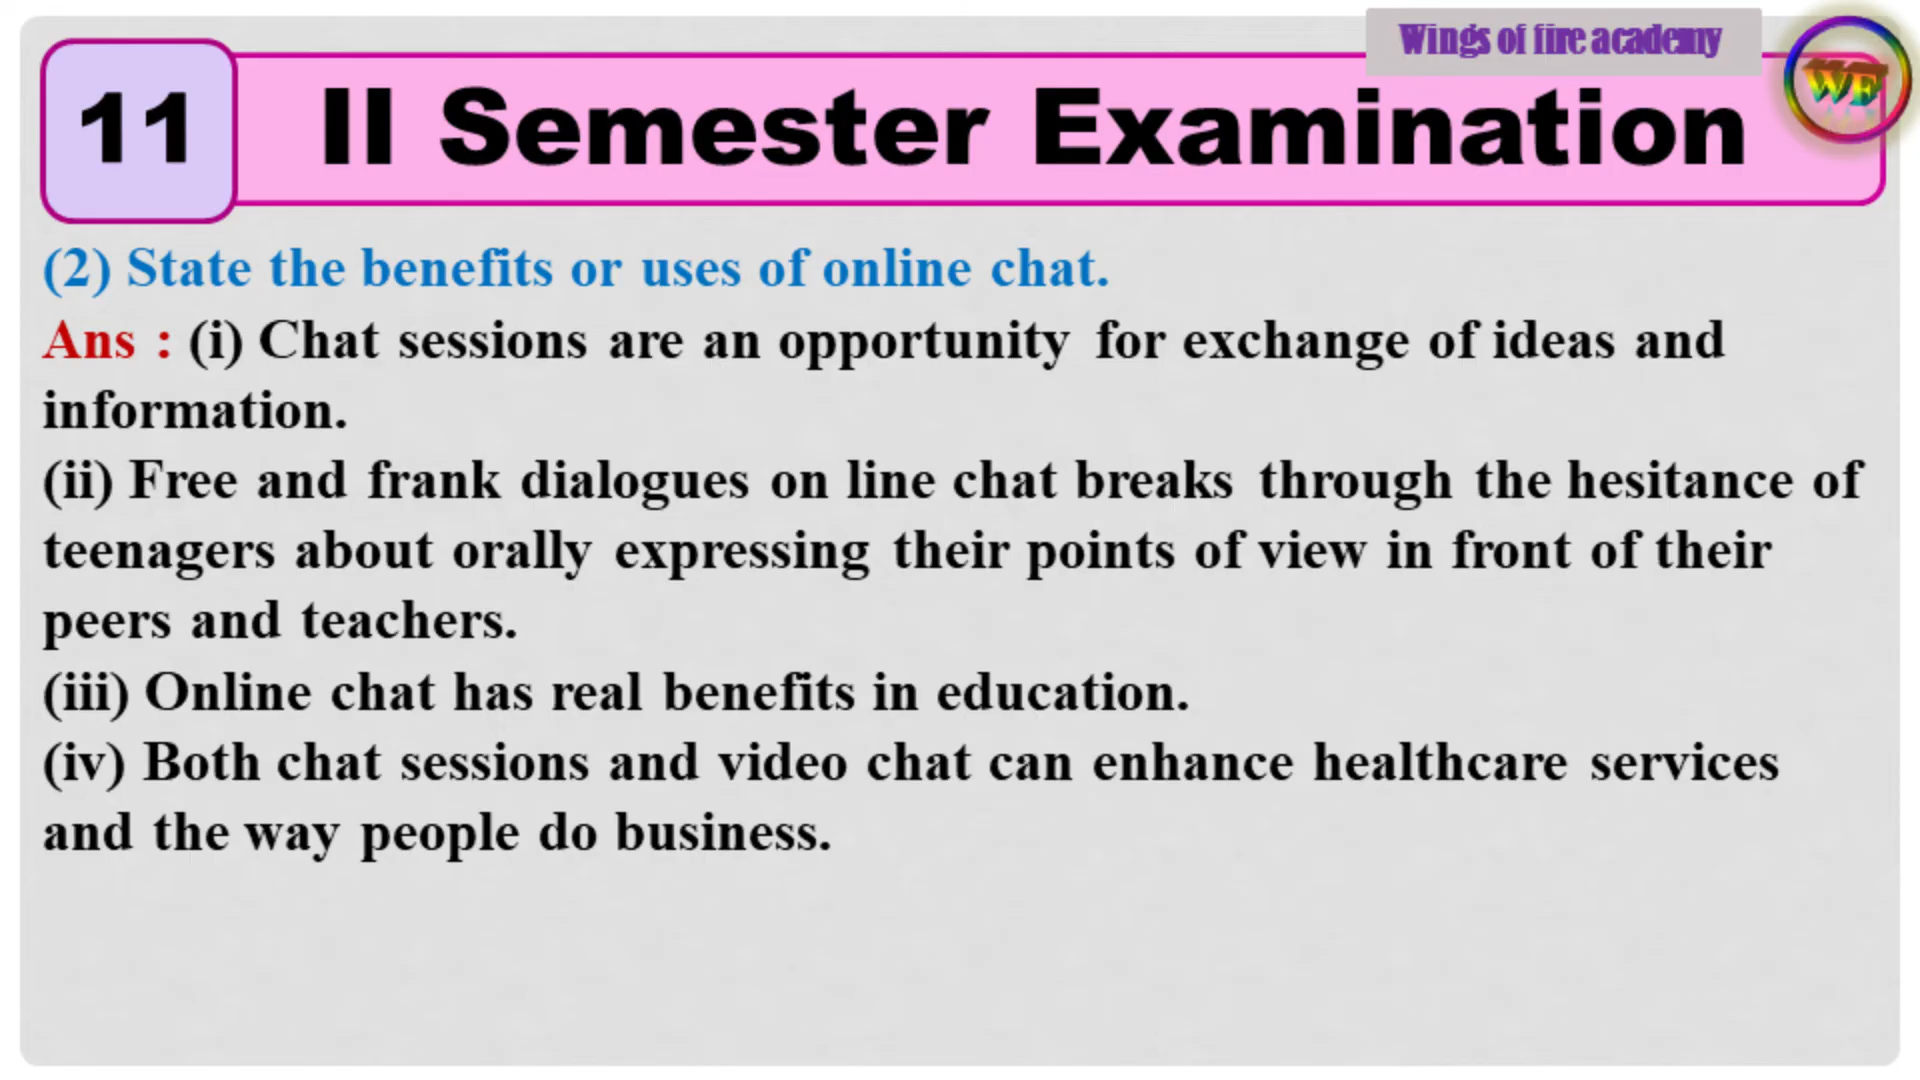 Wings of fire academy
WF
11 II Semester Examination
(2) State the benefits or uses of online chat.
Ans : (i) Chat sessions are an opportunity for exchange of ideas and
information.
(ii) Free and frank dialogues on line chat breaks through the hesitance of
teenagers about orally expressing their points of view in front of their
peers and teachers.
(iii) Online chat has real benefits in education.
(iv) Both chat sessions and video chat can enhance healthcare services
and the way people do business.